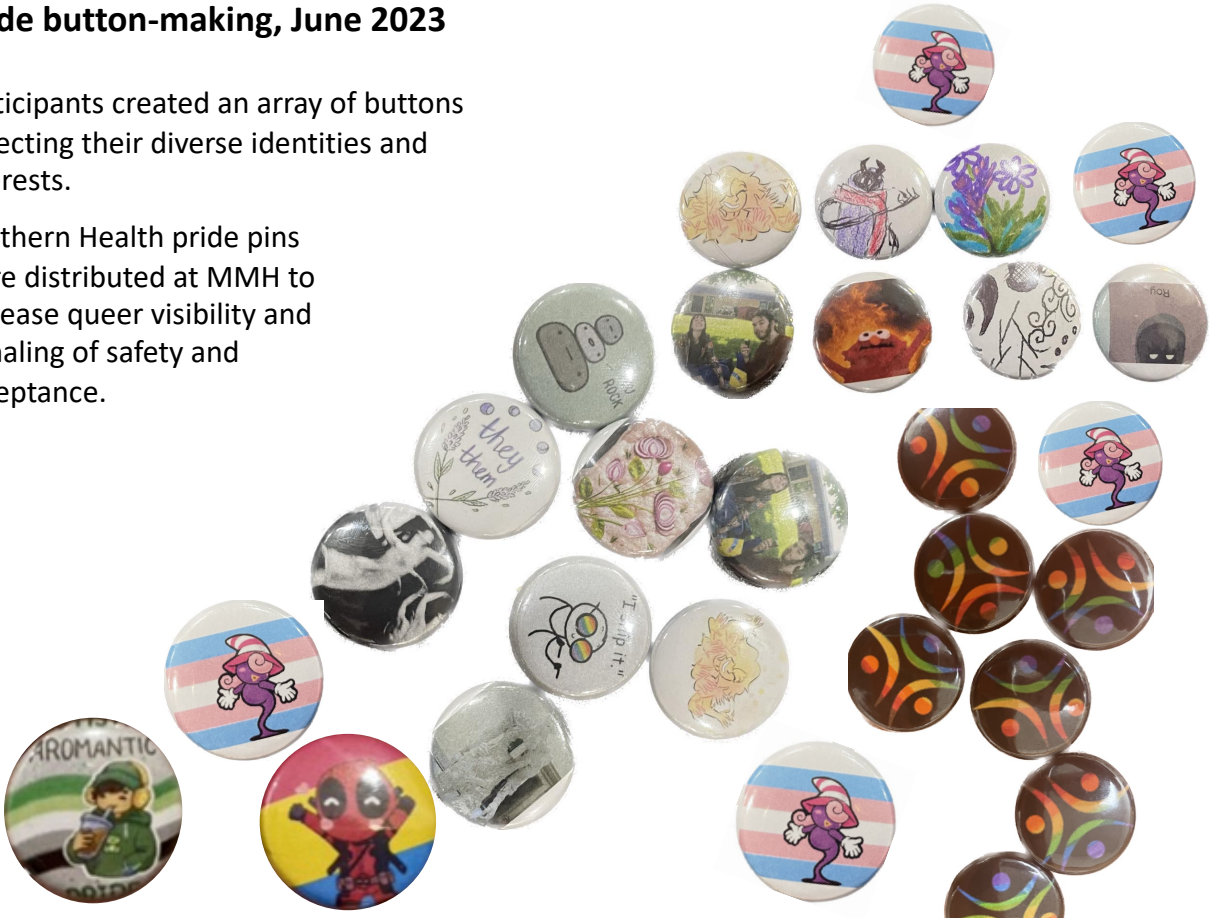 de button-making, June 2023
ticipants created an array of buttons
ecting their diverse identities and
rests.
thern Health pride pins
re distributed at MMH to
ease queer visibility and
naling of safety and
eptance.
Roy
ROCK
they
them
"I ship it."
AROMANTIC
PRIDE